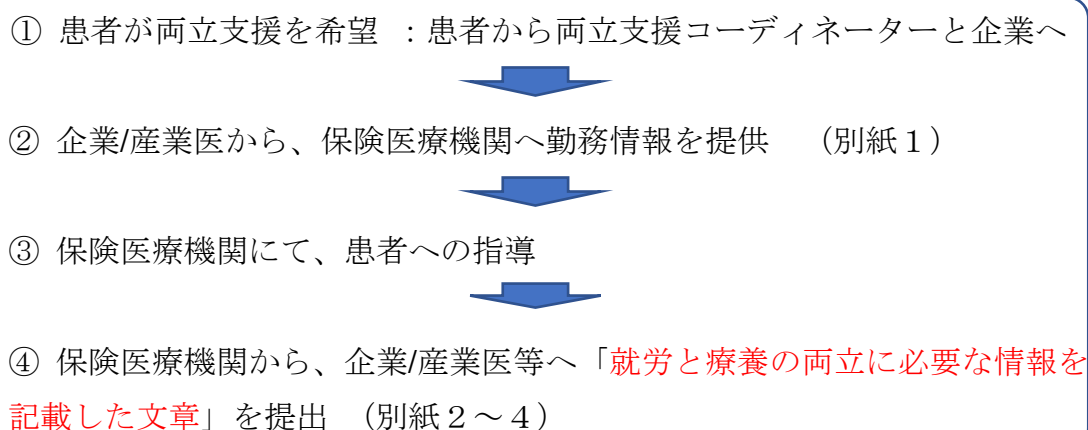 ① 患者が両立支援を希望 ：患者から両立支援コーディネーターと企業へ
② 企業/産業医から、保険医療機関へ勤務情報を提供 （別紙１）
③ 保険医療機関にて、患者への指導
④ 保険医療機関から、企業/産業医等へ「就労と療養の両立に必要な情報を
記載した文章」を提出 （別紙２～４）